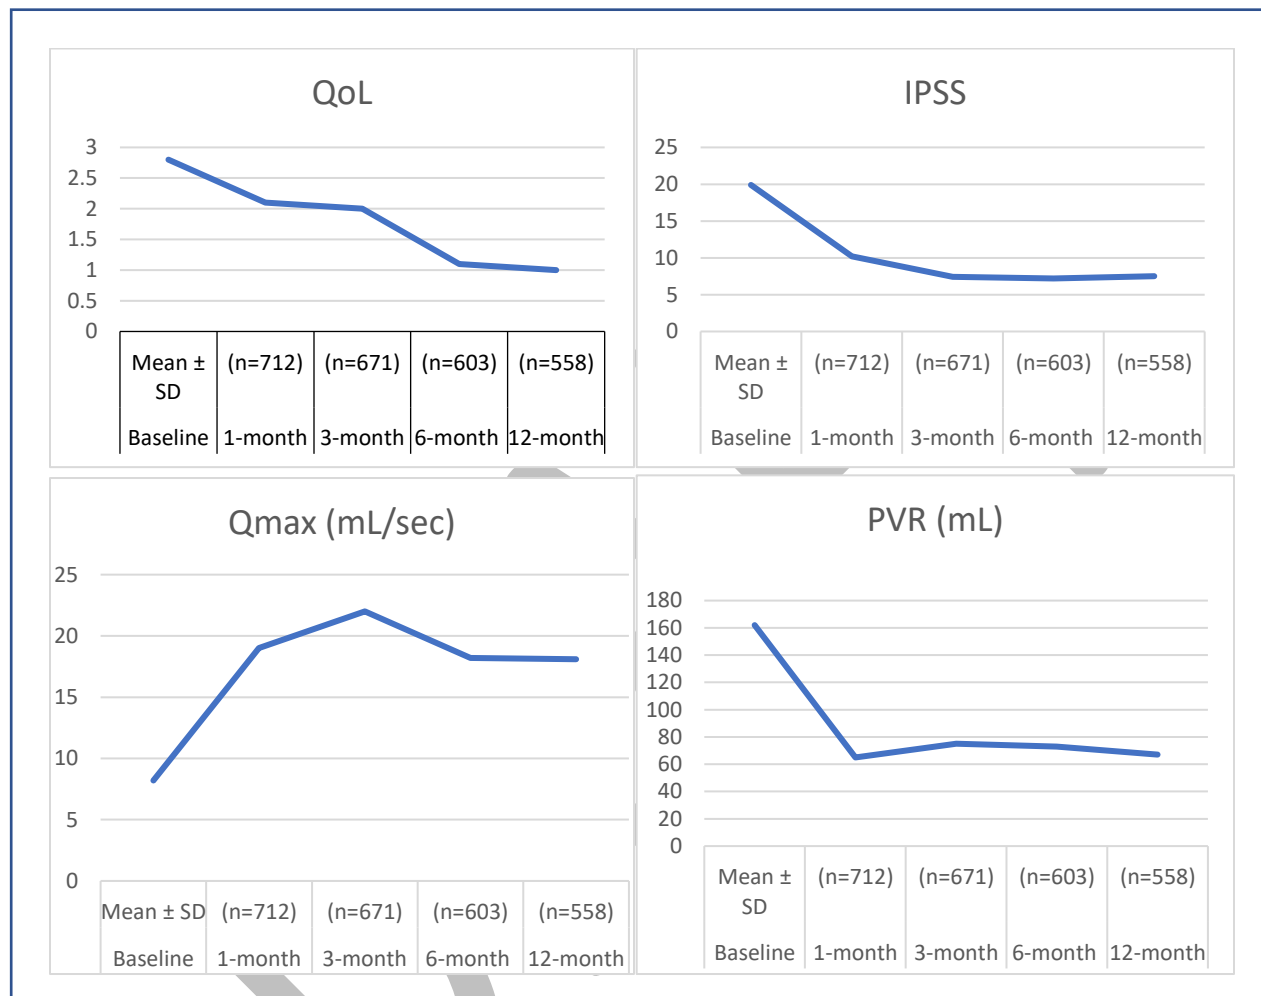 QoL
3
2.5
2
1.5
1
0.5
0
Mean ± SD (n=712) (n=671) (n=603) (n=558)
Baseline 1-month 3-month 6-month 12-month
IPSS
25
20
15
10
5
0
Mean ± SD (n=712) (n=671) (n=603) (n=558)
Baseline 1-month 3-month 6-month 12-month
Qmax (mL/sec)
25
20
15
10
5
0
Mean ± SD (n=712) (n=671) (n=603) (n=558)
Baseline 1-month 3-month 6-month 12-month
PVR (mL)
180
160
140
120
100
80
60
40
20
0
Mean ± SD (n=712) (n=671) (n=603) (n=558)
Baseline 1-month 3-month 6-month 12-month